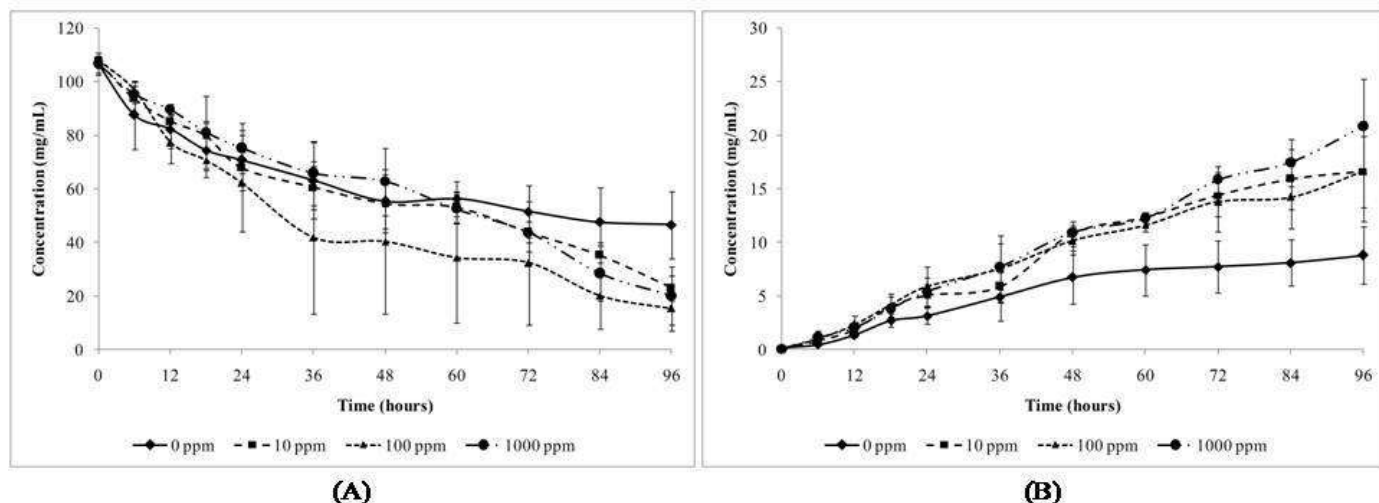 120
100
80
60
40
20
0
Concentration (mg/mL)
0 12 24 36 48 60 72 84 96
Time (hours)
0 ppm 10 ppm 100 ppm 1000 ppm
(A)
30
25
20
15
10
5
0
Concentration (mg/mL)
0 12 24 36 48 60 72 84 96
Time (hours)
0 ppm 10 ppm 100 ppm 1000 ppm
(B)